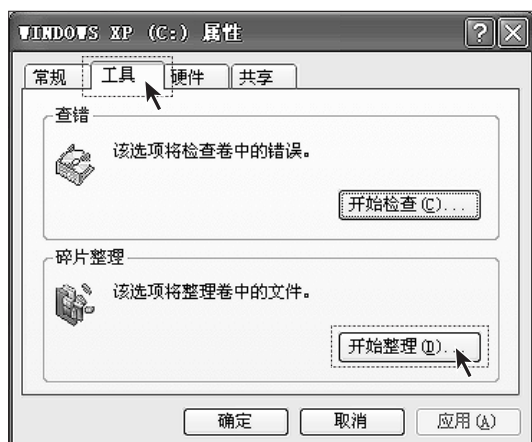 WINDOWS XP (C:) 属性
常规 工具 硬件 共享
查错
该选项将检查卷中的错误。
开始检查(C)...
碎片整理
该选项将整理卷中的文件。
开始整理(D)...
确定 取消 应用(A)